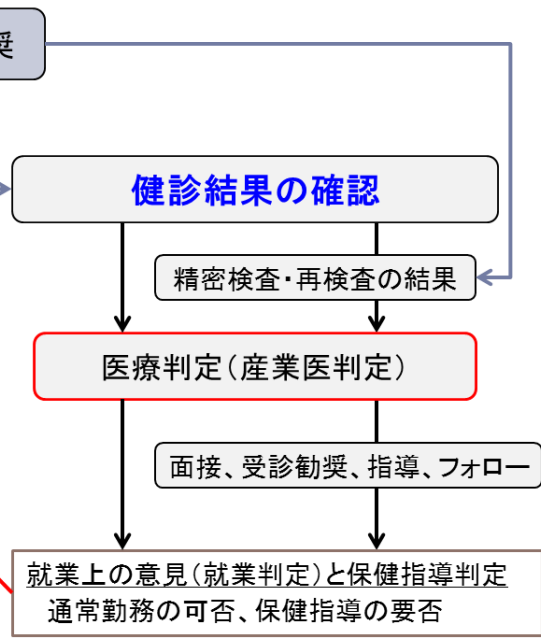 奨
健診結果の確認
精密検査・再検査の結果
医療判定(産業医判定)
面接、受診勧奨、指導、フォロー
就業上の意見(就業判定)と保健指導判定
通常勤務の可否、保健指導の要否